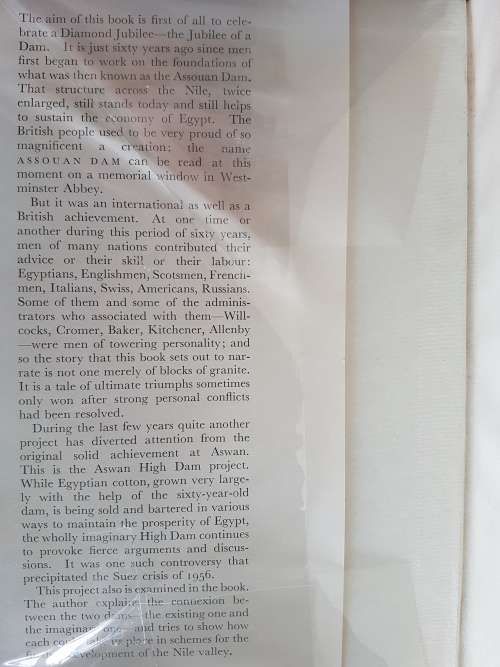 The aim of this book is first of all to cele-
brate a Diamond Jubilee—the Jubilee of a
Dam. It is just sixty years ago since men
first began to work on the foundations of
what was then known as the Assouan Dam.
That structure across the Nile, twice
enlarged, still stands today and still helps
to sustain the economy of Egypt. The
British people used to be very proud of so
magnificent a creation: the name
ASSOUAN DAM can be read at this
moment on a memorial window in West-
minster Abbey.
But it was an international as well as a
British achievement. At one time or
another during this period of sixty years,
men of many nations contributed their
advice or their skill or their labour:
Egyptians, Englishmen, Scotsmen, French-
men, Italians, Swiss, Americans, Russians.
Some of them and some of the adminis-
trators who associated with them—Will-
cocks, Cromer, Baker, Kitchener, Allenby
—were men of towering personality; and
so the story that this book sets out to nar-
rate is not one merely of blocks of granite.
It is a tale of ultimate triumphs sometimes
only won after strong personal conflicts
had been resolved.
During the last few years quite another
project has diverted attention from the
original solid achievement at Aswan.
This is the Aswan High Dam project.
While Egyptian cotton, grown very large-
ly with the help of the sixty-year-old
dam, is being sold and bartered in various
ways to maintain the prosperity of Egypt,
the wholly imaginary High Dam continues
to provoke fierce arguments and discus-
sions. It was one such controversy that
precipitated the Suez crisis of 1956.
This project also is examined in the book.
The author explains the connexion be-
tween the two dams—the existing one and
the imaginary one—and tries to show how
each could take its place in schemes for the
development of the Nile valley.